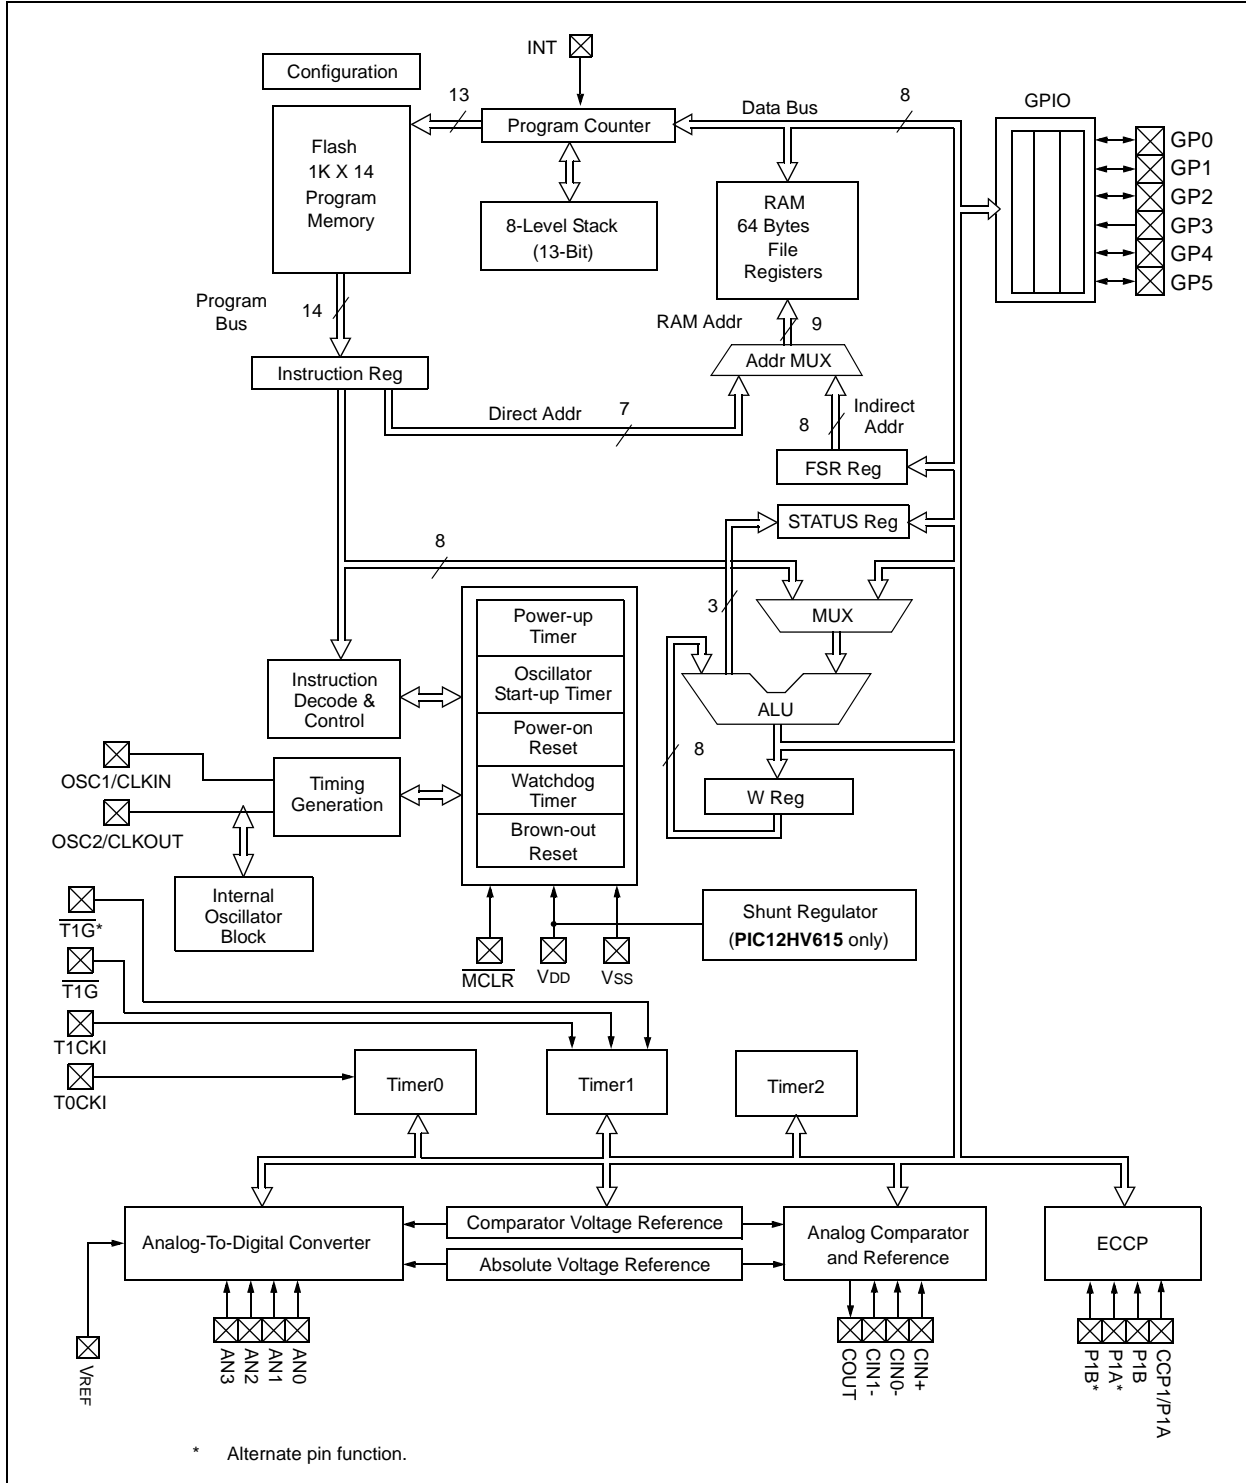 INT
Configuration
13
Program Counter
Data Bus
8
GPIO
Flash
1K X 14
Program
Memory
8-Level Stack
(13-Bit)
RAM
64 Bytes
File
Registers
GP0
GP1
GP2
GP3
GP4
GP5
Program
Bus
14
RAM Addr
9
Addr MUX
Instruction Reg
Direct Addr
7
8
Indirect
Addr
FSR Reg
STATUS Reg
8
3
MUX
Power-up
Timer
Oscillator
Start-up Timer
Power-on
Reset
Watchdog
Timer
Brown-out
Reset
Instruction
Decode &
Control
ALU
8
W Reg
OSC1/CLKIN
Timing
Generation
OSC2/CLKOUT
Internal
Oscillator
Block
Shunt Regulator
(PIC12HV615 only)
T1G*
MCLR
VDD
VSS
T1G
T1CKI
T0CKI
Timer0
Timer1
Timer2
Analog-To-Digital Converter
Comparator Voltage Reference
Absolute Voltage Reference
Analog Comparator
and Reference
ECCP
VREF
AN3
AN2
AN1
AN0
COUT
CIN1-
CIN0-
CIN+
P1B*
P1A*
P1B
CCP1/P1A
* Alternate pin function.